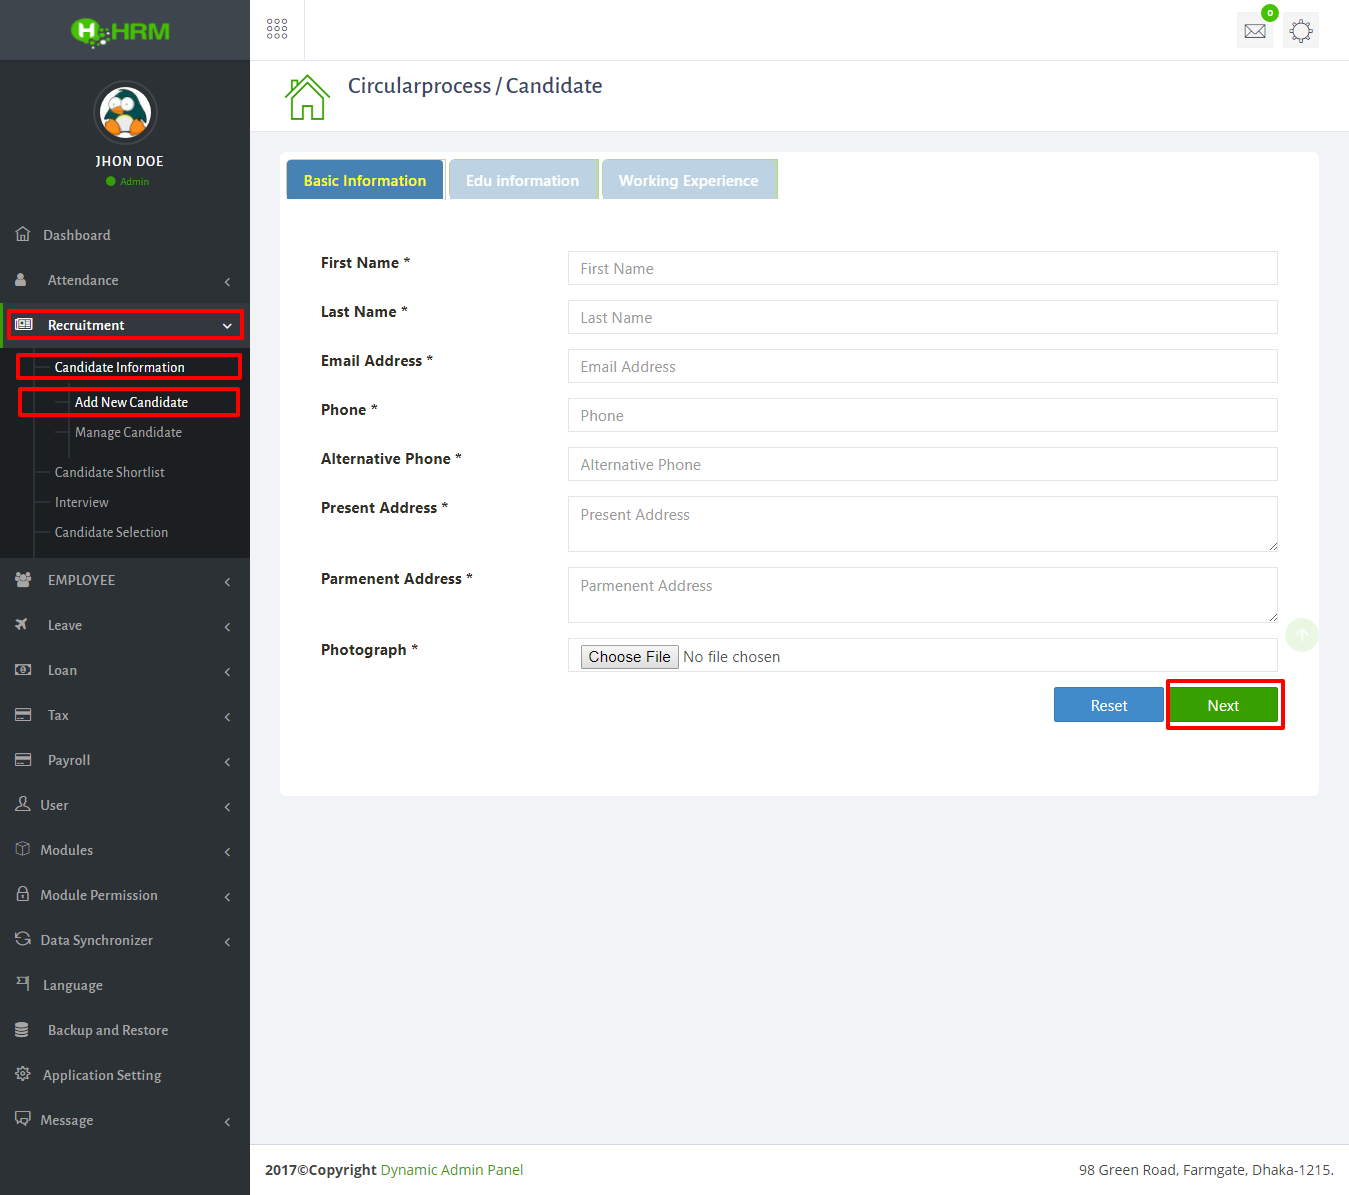 HRM
0
Circularprocess / Candidate
JHON DOE
Admin
Dashboard
Attendance
Recruitment
Candidate Information
Add New Candidate
Manage Candidate
Candidate Shortlist
Interview
Candidate Selection
EMPLOYEE
Leave
Loan
Tax
Payroll
User
Modules
Module Permission
Data Synchronizer
Language
Backup and Restore
Application Setting
Message
Basic Information
Edu information
Working Experience
First Name *
First Name
Last Name *
Last Name
Email Address *
Email Address
Phone *
Phone
Alternative Phone *
Alternative Phone
Present Address *
Present Address
Parmenent Address *
Parmenent Address
Photograph *
Choose File No file chosen
Reset
Next
2017©Copyright Dynamic Admin Panel
98 Green Road, Farmgate, Dhaka-1215.